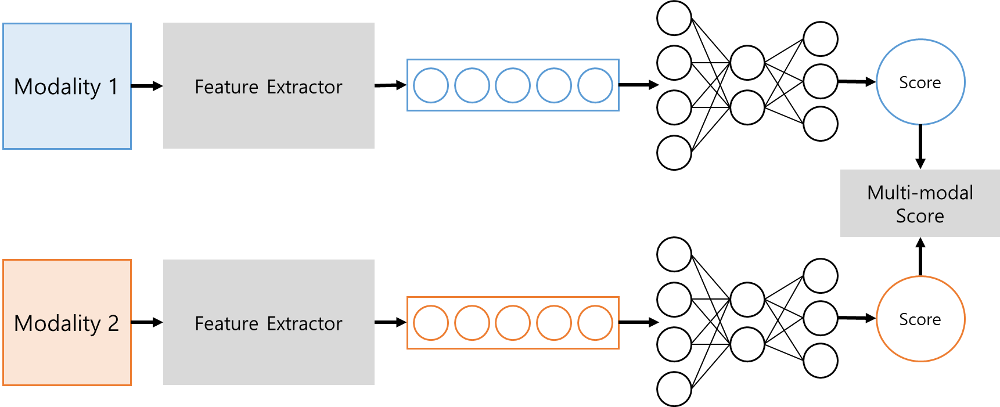 Modality 1
Feature Extractor
Score
Multi-modal
Score
Modality 2
Feature Extractor
Score